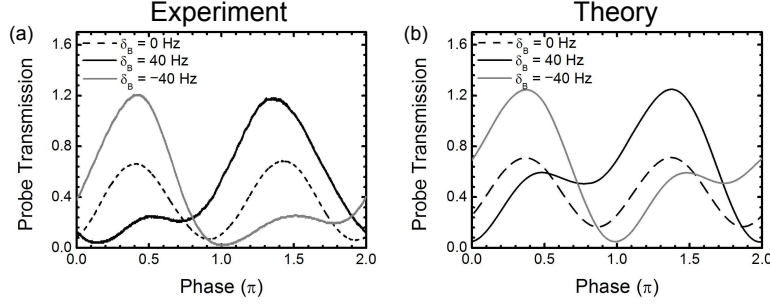 Experiment
(a)
δB = 0 Hz
δB = 40 Hz
δB = −40 Hz
Probe Transmission
1.6
1.2
0.8
0.4
0.0
0.0 0.5 1.0 1.5 2.0
Phase (π)
Theory
(b)
δB = 0 Hz
δB = 40 Hz
δB = −40 Hz
Probe Transmission
1.6
1.2
0.8
0.4
0.0
0.0 0.5 1.0 1.5 2.0
Phase (π)